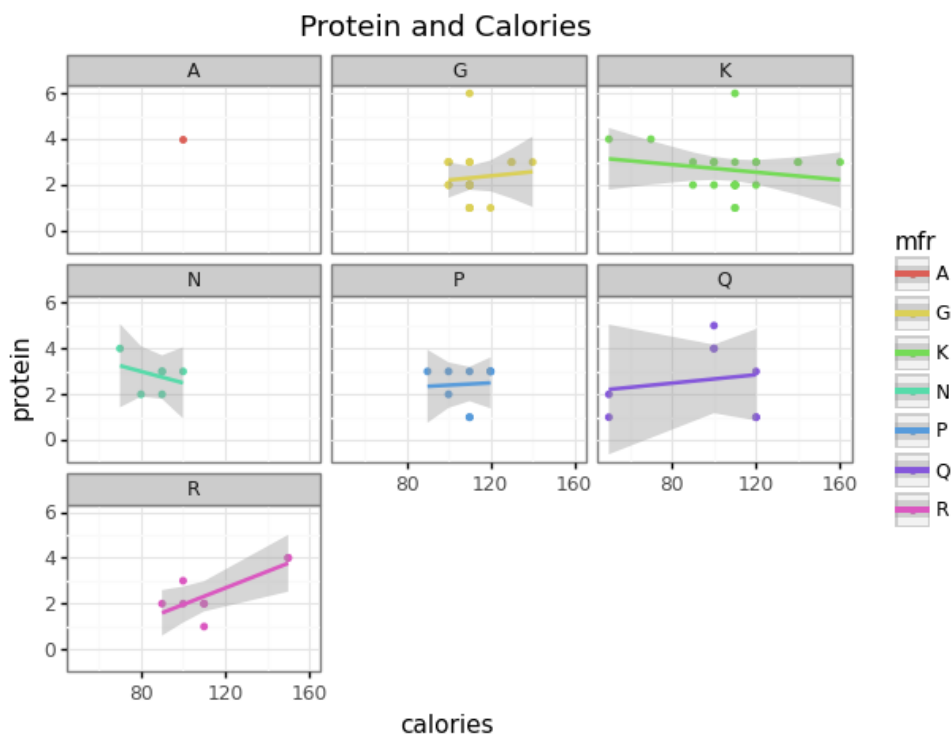 Protein and Calories
A G K
6
4
2
0
N P Q
6
4
2
0
80 120 160 80 120 160
R
6
4
2
0
80 120 160
protein
calories
mfr
A
G
K
N
P
Q
R